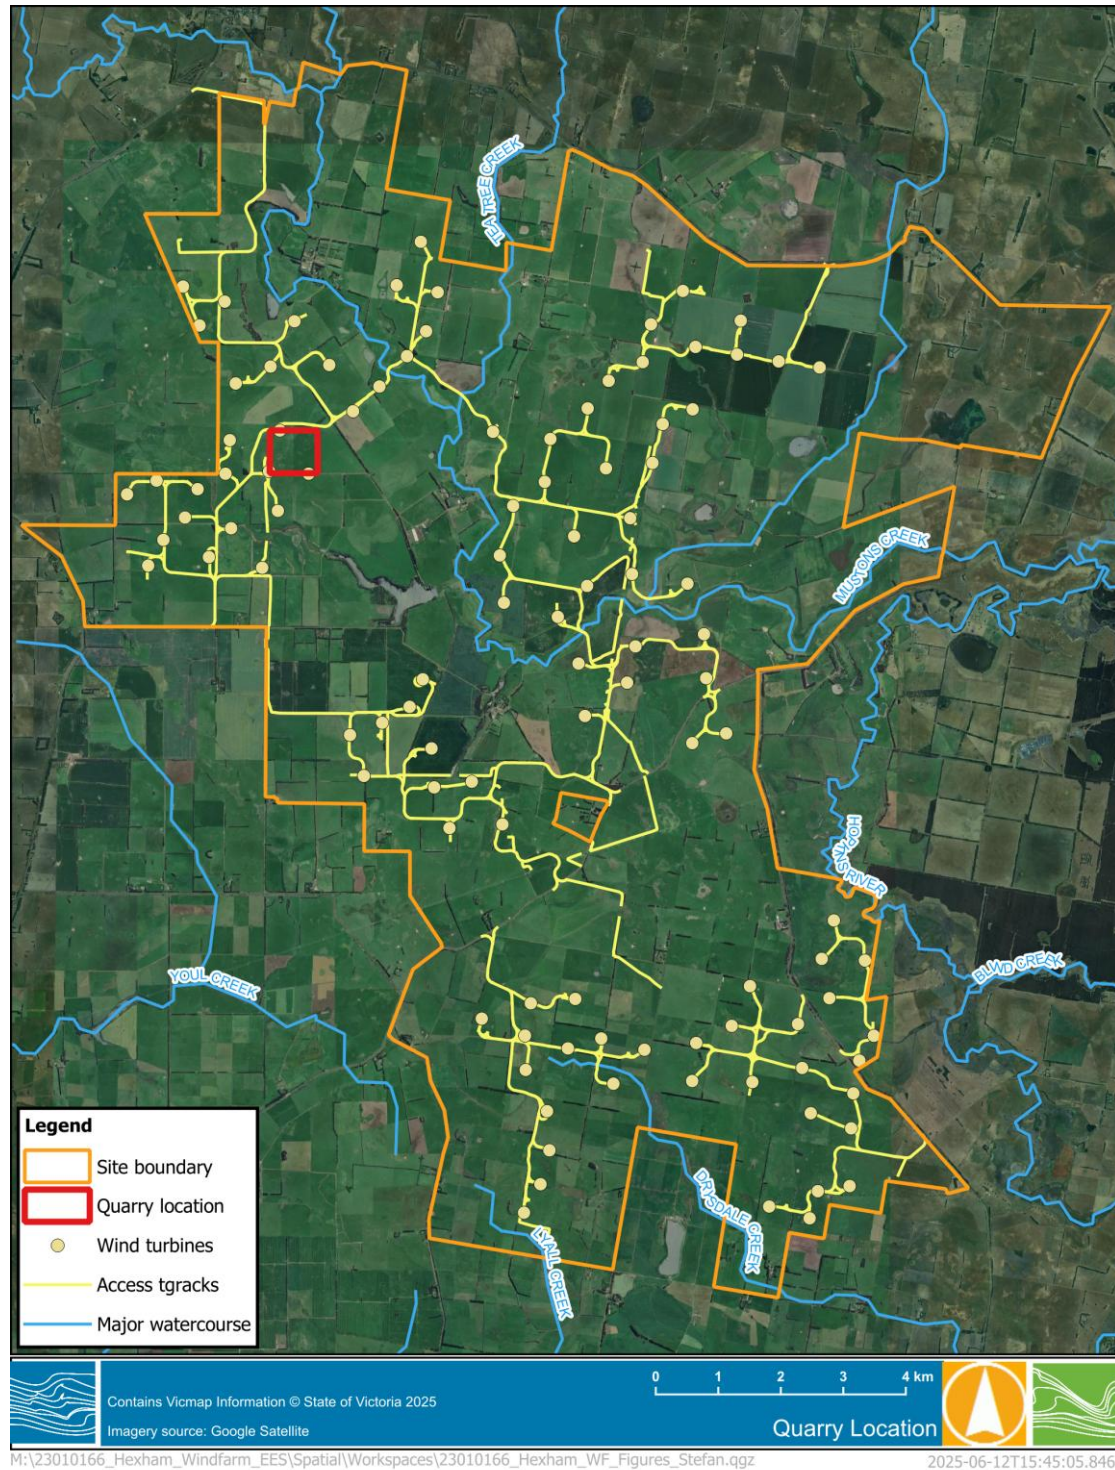 TEA TREE CREEK
MUSTONS CREEK
HOPKINS RIVER
BLIND CREEK
YOUL CREEK
DRYSDALE CREEK
LYALL CREEK
Legend
Site boundary
Quarry location
Wind turbines
Access tgracks
Major watercourse
Contains Vicmap Information © State of Victoria 2025
Imagery source: Google Satellite
0 1 2 3 4 km
Quarry Location
M:\23010166_Hexham_Windfarm_EES\Spatial\Workspaces\23010166_Hexham_WF_Figures_Stefan.qgz
2025-06-12T15:45:05.846